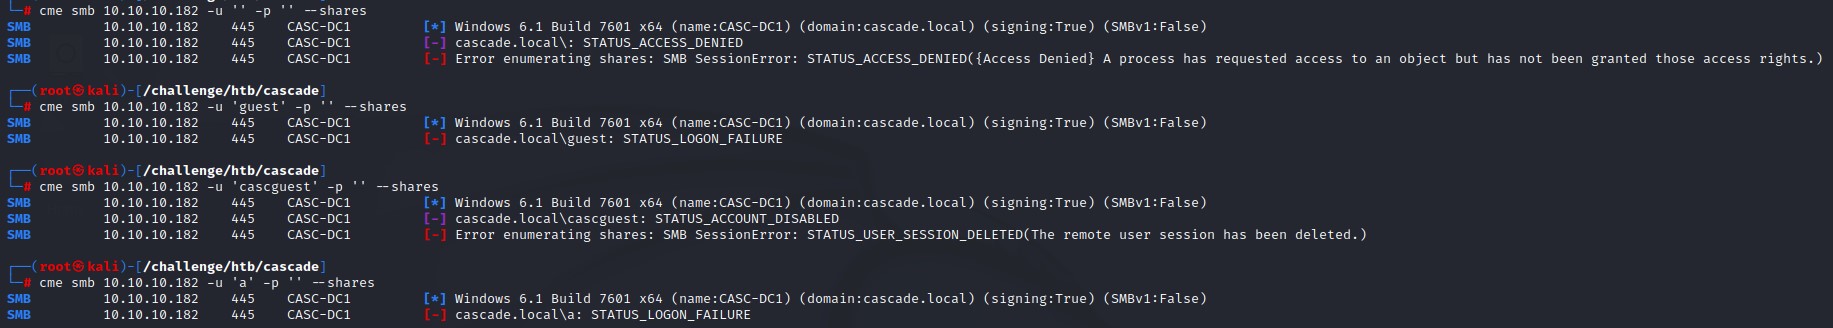 └─# cme smb 10.10.10.182 -u '' -p '' --shares
SMB 10.10.10.182 445 CASC-DC1 [*] Windows 6.1 Build 7601 x64 (name:CASC-DC1) (domain:cascade.local) (signing:True) (SMBv1:False)
SMB 10.10.10.182 445 CASC-DC1 [-] cascade.local\: STATUS_ACCESS_DENIED
SMB 10.10.10.182 445 CASC-DC1 [-] Error enumerating shares: SMB SessionError: STATUS_ACCESS_DENIED({Access Denied} A process has requested access to an object but has not been granted those access rights.)
┌──(root㉿kali)-[/challenge/htb/cascade]
└─# cme smb 10.10.10.182 -u 'guest' -p '' --shares
SMB 10.10.10.182 445 CASC-DC1 [*] Windows 6.1 Build 7601 x64 (name:CASC-DC1) (domain:cascade.local) (signing:True) (SMBv1:False)
SMB 10.10.10.182 445 CASC-DC1 [-] cascade.local\guest: STATUS_LOGON_FAILURE
┌──(root㉿kali)-[/challenge/htb/cascade]
└─# cme smb 10.10.10.182 -u 'cascguest' -p '' --shares
SMB 10.10.10.182 445 CASC-DC1 [*] Windows 6.1 Build 7601 x64 (name:CASC-DC1) (domain:cascade.local) (signing:True) (SMBv1:False)
SMB 10.10.10.182 445 CASC-DC1 [-] cascade.local\cascguest: STATUS_ACCOUNT_DISABLED
SMB 10.10.10.182 445 CASC-DC1 [-] Error enumerating shares: SMB SessionError: STATUS_USER_SESSION_DELETED(The remote user session has been deleted.)
┌──(root㉿kali)-[/challenge/htb/cascade]
└─# cme smb 10.10.10.182 -u 'a' -p '' --shares
SMB 10.10.10.182 445 CASC-DC1 [*] Windows 6.1 Build 7601 x64 (name:CASC-DC1) (domain:cascade.local) (signing:True) (SMBv1:False)
SMB 10.10.10.182 445 CASC-DC1 [-] cascade.local\a: STATUS_LOGON_FAILURE